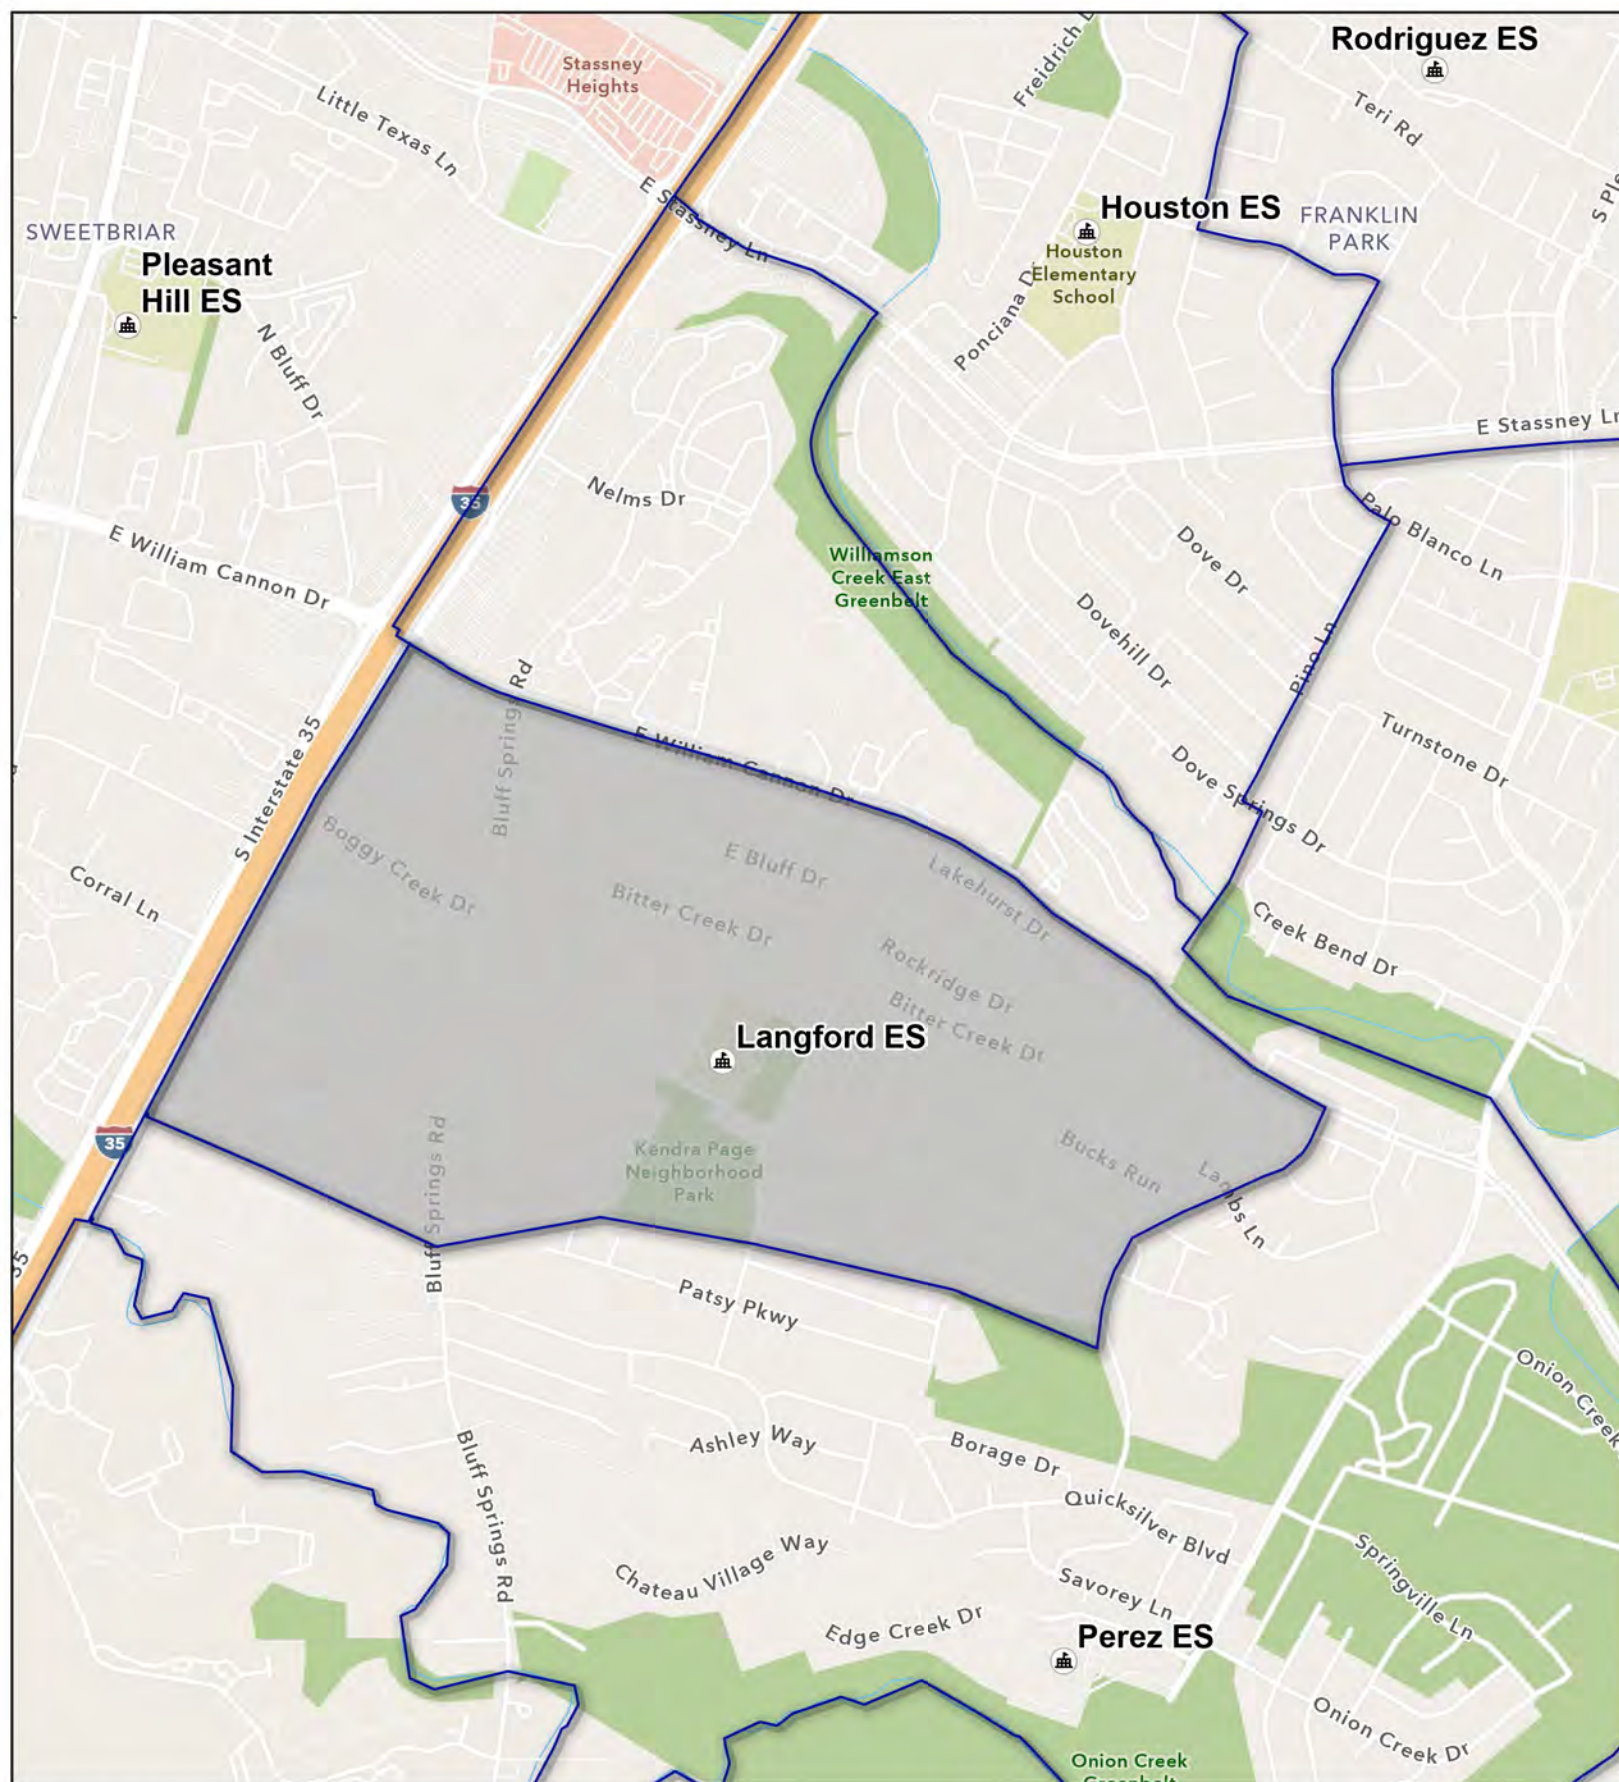 Rodriguez ES
Stassney
Heights
Freidrich
Little Texas Ln
Teri Rd
E Stassney Ln
Houston ES
FRANKLIN
PARK
SWEETBRIAR
Pleasant
Hill ES
Houston
Elementary
School
Ponciana Dr
N Bluff Dr
E Stassney Ln
35
Nelms Dr
Palo Blanco Ln
E William Cannon Dr
Williamson
Creek East
Greenbelt
Dove Dr
Dovehill Dr
Pino Ln
Bluff Springs Rd
S Interstate 35
E William Cannon Dr
Turnstone Dr
Dove Springs Dr
Boggy Creek Dr
E Bluff Dr
Lakehurst Dr
Corral Ln
Bitter Creek Dr
Creek Bend Dr
Rockridge Dr
Bitter Creek Dr
Langford ES
35
Bluff Springs Rd
Kendra Page
Neighborhood
Park
Bucks Run
Lambs Ln
35
Patsy Pkwy
Onion Creek
Ashley Way
Borage Dr
Bluff Springs Rd
Quicksilver Blvd
Chateau Village Way
Springville Ln
Savorey Ln
Edge Creek Dr
Perez ES
Onion Creek Dr
Onion Creek
Greenbelt